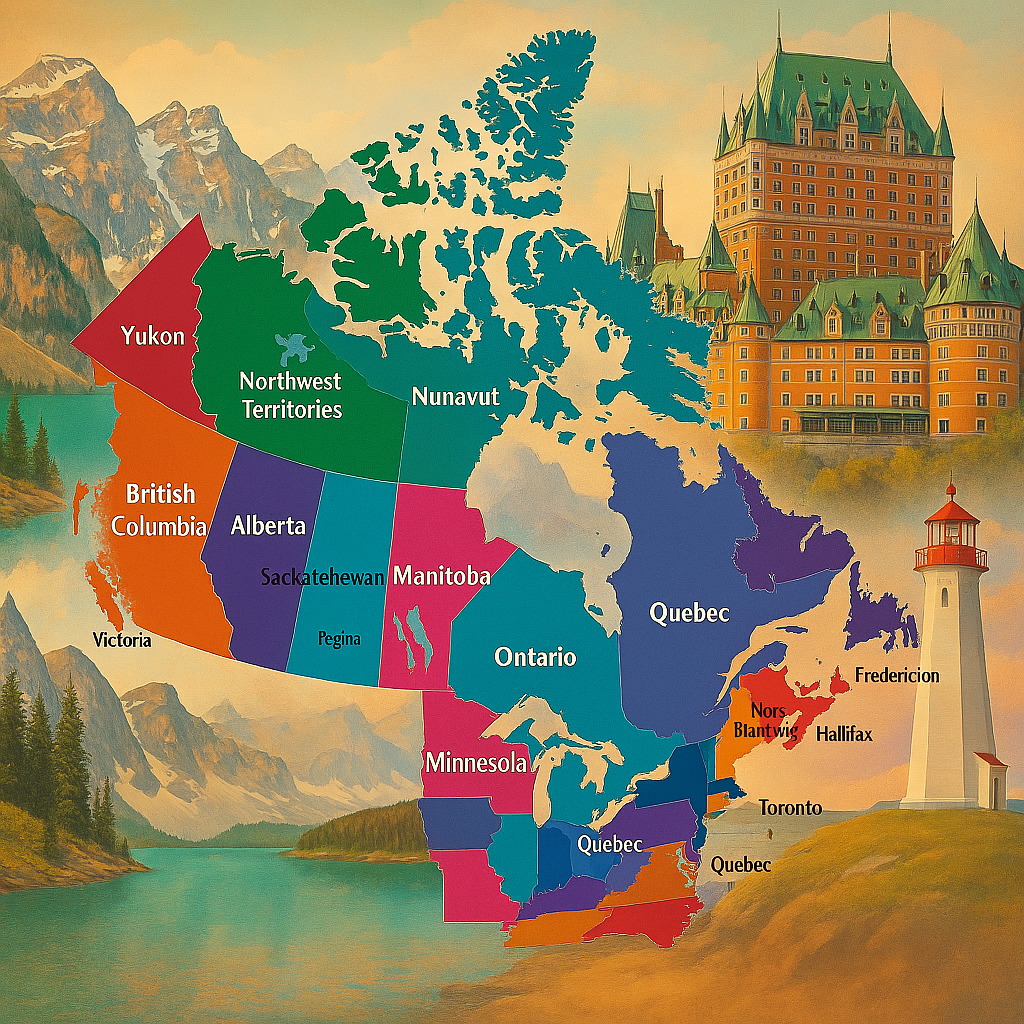 Yukon
Northwest
Territories
Nunavut
British
Columbia
Alberta
Sackatehewan
Manitoba
Pegina
Victoria
Quebec
Ontario
Fredericion
Nors
Blantwig
Hallifax
Minnesola
Toronto
Quebec
Quebec